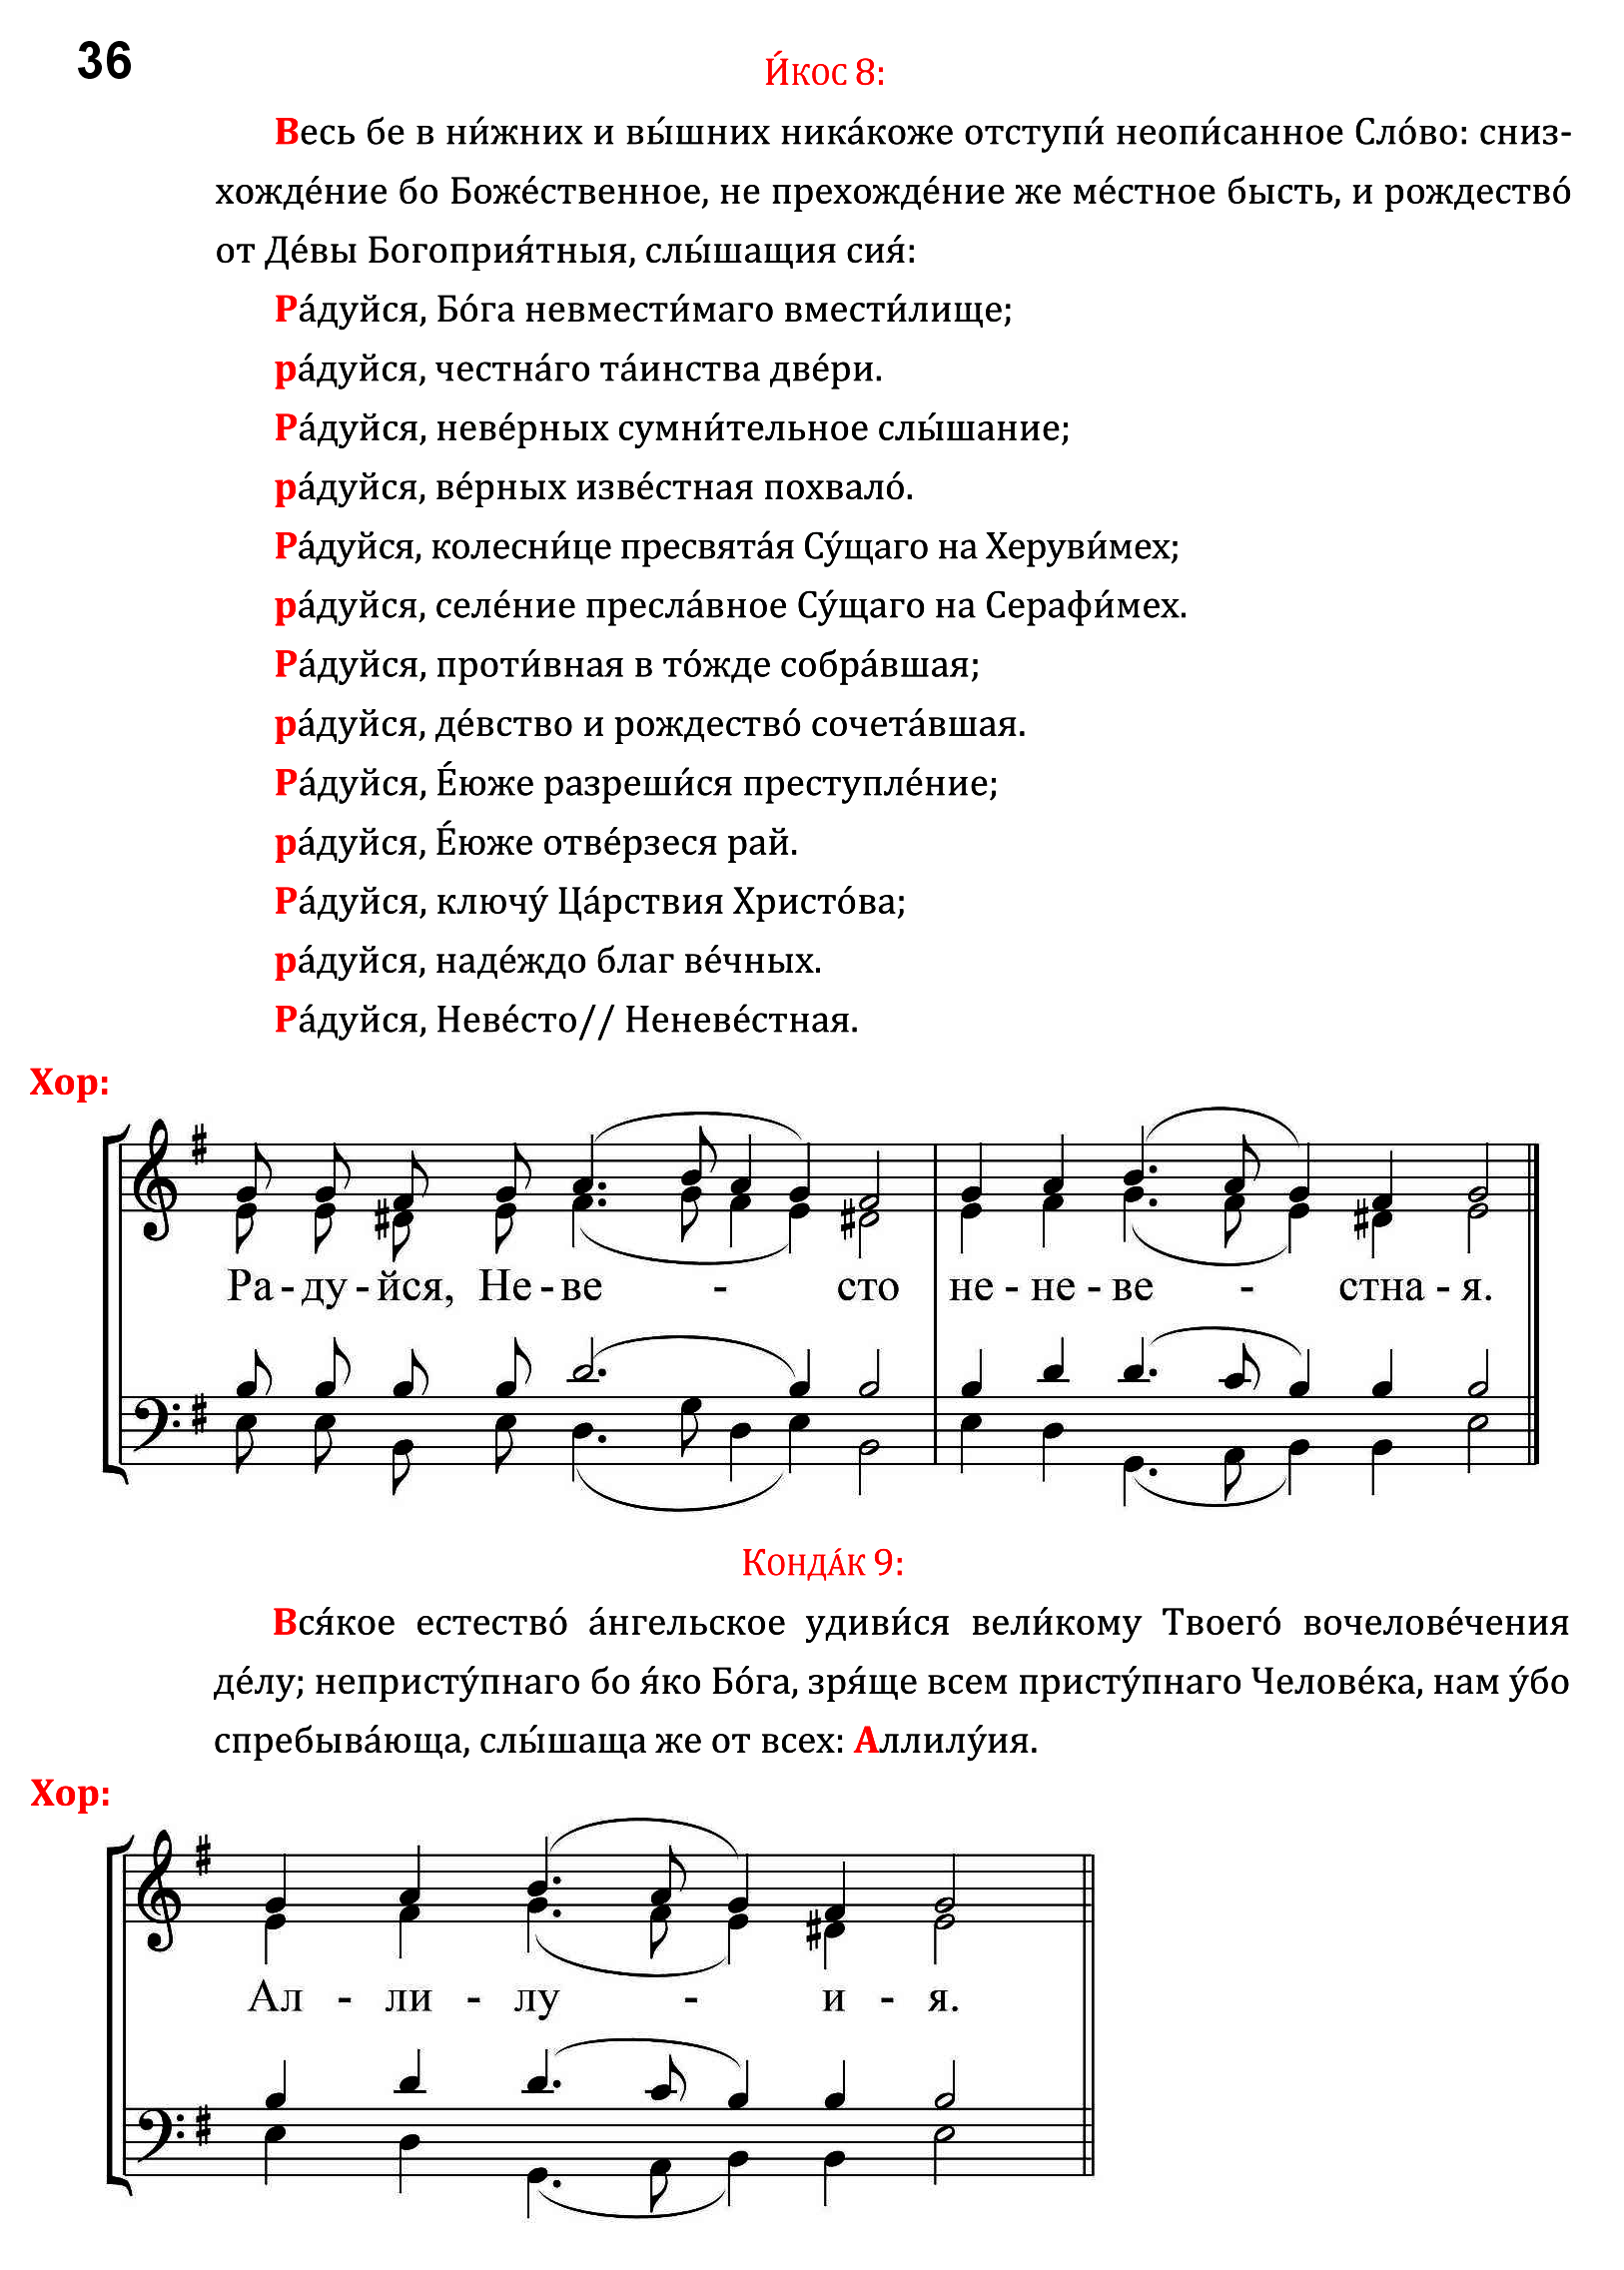 36
И́кос 8:
Весь бе в ни́жних и вы́шних ника́коже отступи́ неопи́санное Сло́во: сниз-
хожде́ние бо Боже́ственное, не прехожде́ние же ме́стное бысть, и рождество́
от Де́вы Богоприя́тныя, слы́шащия сия́:
Ра́дуйся, Бо́га невмести́маго вмести́лище;
ра́дуйся, честна́го та́инства две́ри.
Ра́дуйся, неве́рных сумни́тельное слы́шание;
ра́дуйся, ве́рных изве́стная похвало́.
Ра́дуйся, колесни́це пресвята́я Су́щаго на Херуви́мех;
ра́дуйся, селе́ние пресла́вное Су́щаго на Серафи́мех.
Ра́дуйся, проти́вная в то́жде собра́вшая;
ра́дуйся, де́вство и рождество́ сочета́вшая.
Ра́дуйся, Е́юже разреши́ся преступле́ние;
ра́дуйся, Е́юже отве́рзеся рай.
Ра́дуйся, ключу́ Ца́рствия Христо́ва;
ра́дуйся, наде́ждо благ ве́чных.
Ра́дуйся, Неве́сто// Неневе́стная.
Хор:
Ра - ду - йся, Не - ве - сто не - не - ве - стна - я.
Конда́к 9:
Вся́кое естество́ а́нгельское удиви́ся вели́кому Твоего́ вочелове́чения
де́лу; непристу́пнаго бо я́ко Бо́га, зря́ще всем присту́пнаго Челове́ка, нам у́бо
спребыва́юща, слы́шаща же от всех: Аллилу́ия.
Хор:
Ал - ли - лу - и - я.